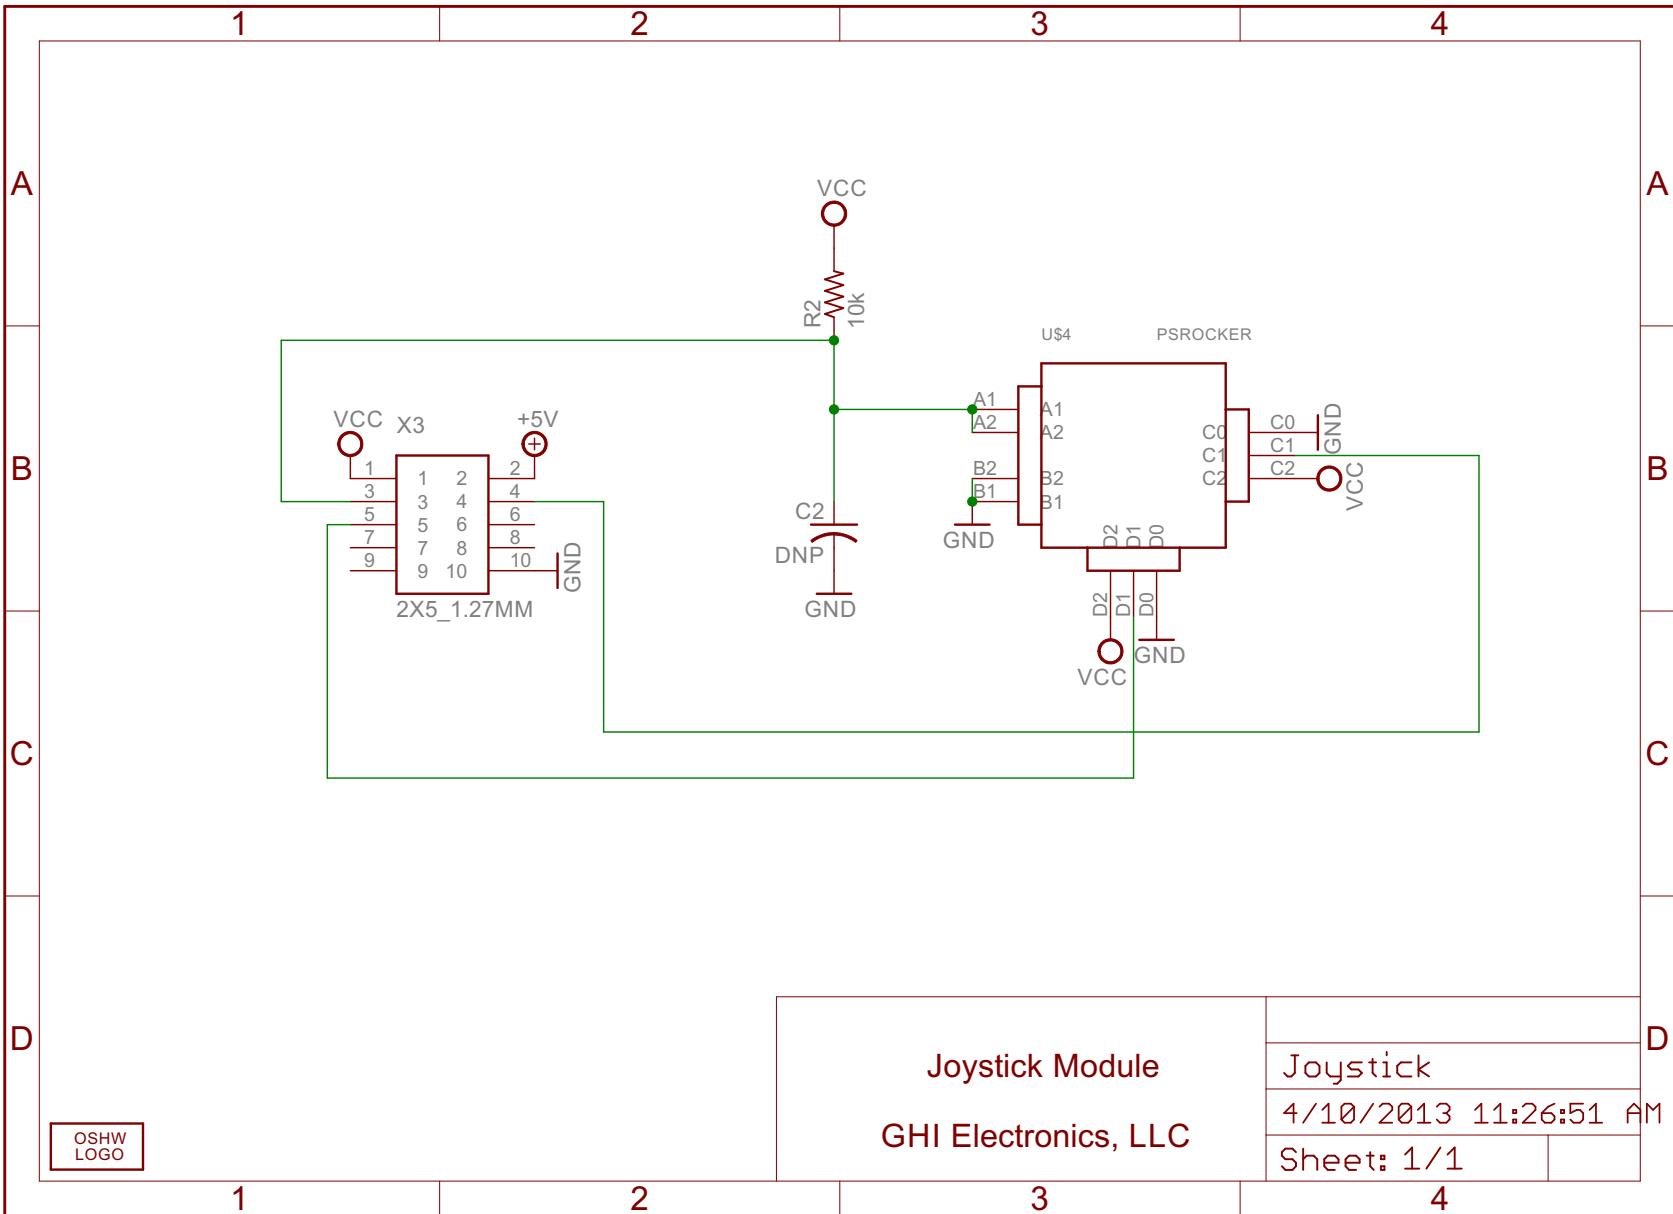 1 2 3 4
A A
VCC
R2
10k
U$4 PSROCKER
VCC X3 +5V
A1 A1
A2 A2
C0 C0 GND
C1 C1
C2 C2 VCC
B B
B2 B2
B1 B1
GND
1 1 2 2
3 3 4 4
5 5 6 6
7 7 8 8
9 9 10 10 GND
2X5_1.27MM
C2
DNP
GND
D2 D1 D0
D2 D1 D0
VCC GND
C C
D D
Joystick Module
GHI Electronics, LLC
Joystick
4/10/2013 11:26:51 AM
Sheet: 1/1
OSHW
LOGO
1 2 3 4